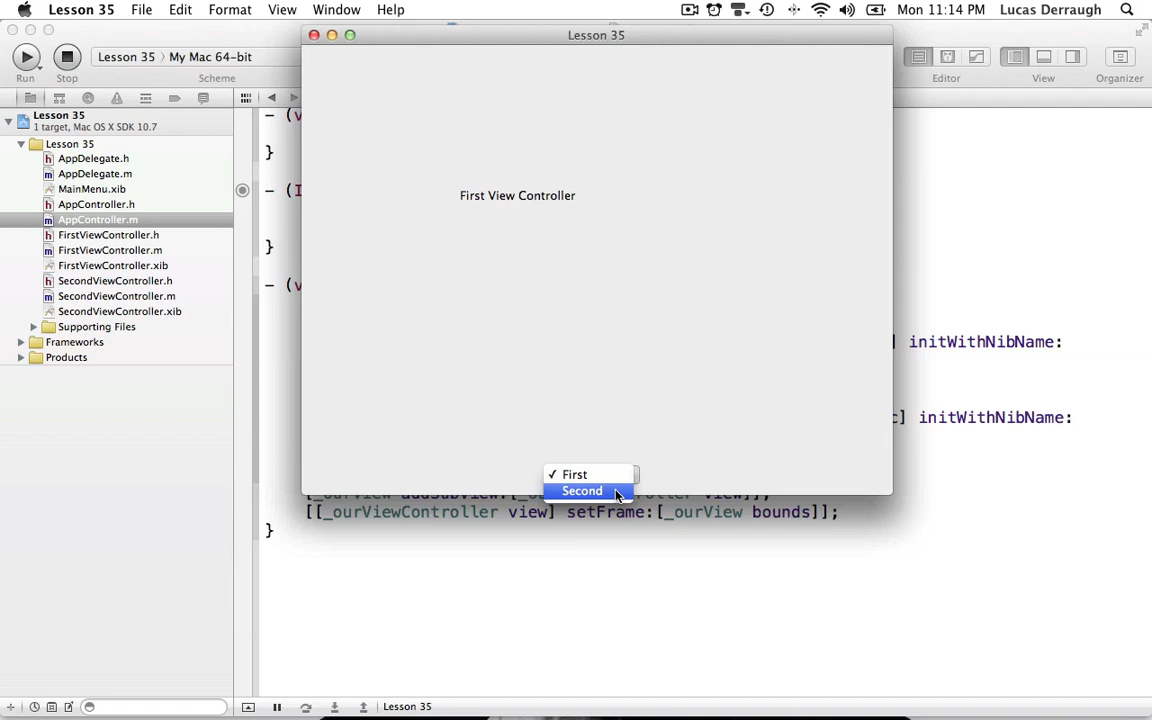 Lesson 35 File Edit Format View Window Help Mon 11:14 PM Lucas Derraugh
Lesson 35
Lesson 35 〉 My Mac 64-bit
Run Stop Scheme Editor View Organizer
Lesson 35
1 target, Mac OS X SDK 10.7
Lesson 35
AppDelegate.h
AppDelegate.m
MainMenu.xib
AppController.h
AppController.m
FirstViewController.h
FirstViewController.m
FirstViewController.xib
SecondViewController.h
SecondViewController.m
SecondViewController.xib
Supporting Files
Frameworks
Products
- (v
}
- (I
}
- (v
First View Controller
] initWithNibName:
c] initWithNibName:
First
Second
[[_ourViewController view] setFrame:[_ourView bounds]];
}
Lesson 35